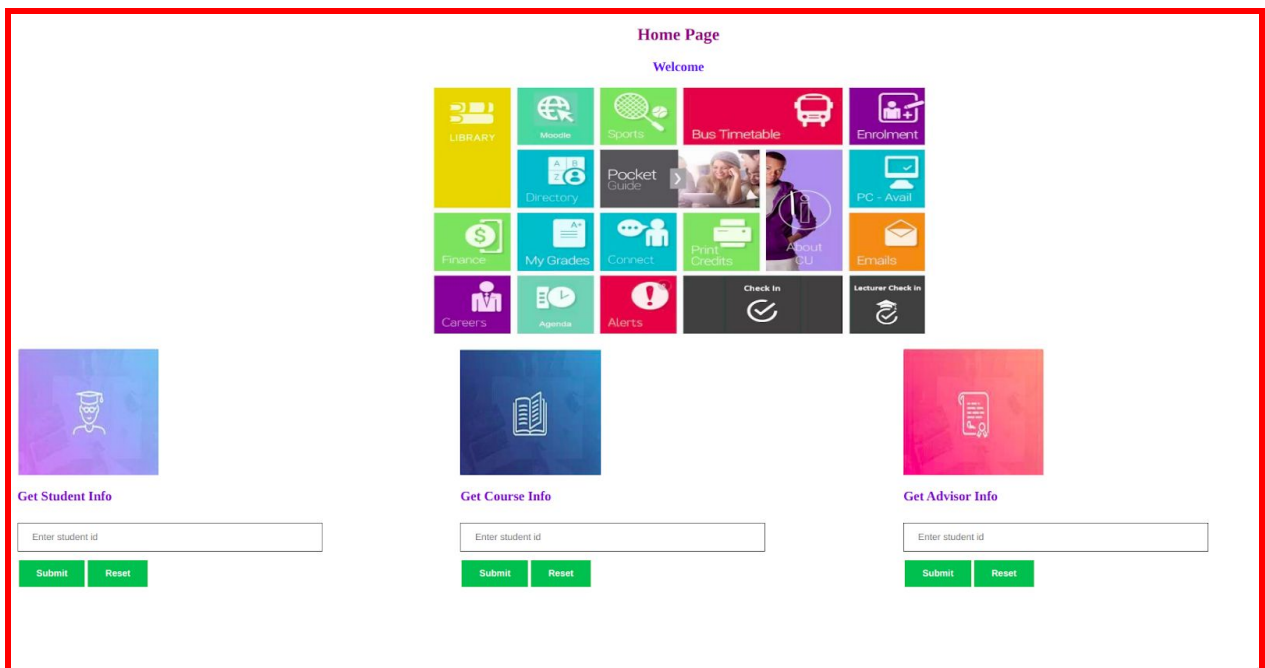 Home Page
Welcome
LIBRARY
Moodle
Sports
Bus Timetable
Enrolment
A B
Z
Directory
Pocket
Guide
PC - Avail
Finance
A+
My Grades
Connect
Print
Credits
About
CU
Emails
Careers
Agenda
Alerts
Check In
Lecturer Check in
Get Student Info
Get Course Info
Get Advisor Info
Enter student id
Enter student id
Enter student id
Submit Reset
Submit Reset
Submit Reset